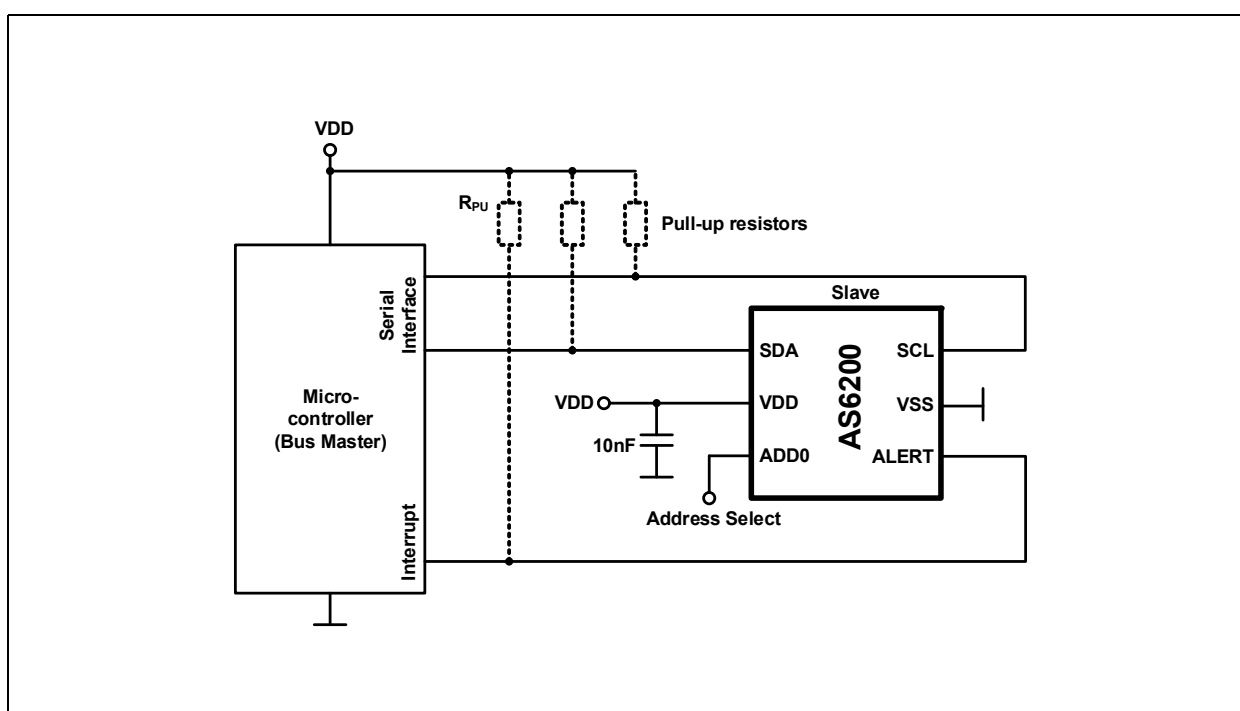 VDD
RPU
Pull-up resistors
Serial
Interface
Slave
SDA
SCL
AS6200
Micro-
controller
(Bus Master)
VDD
VDD
VSS
10nF
ADD0
ALERT
Address Select
Interrupt